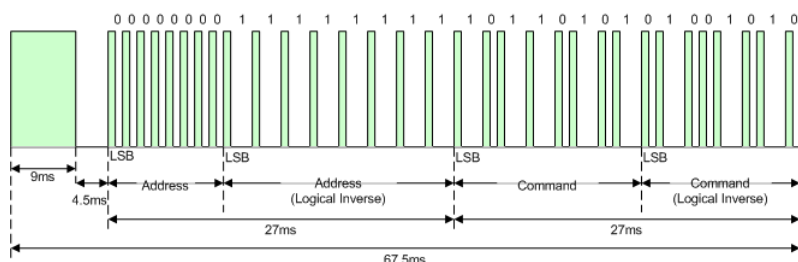 0 0 0 0 0 0 0 0 1 1 1 1 1 1 1 1 1 0 1 1 0 1 0 1 0 1 0 0 1 0 1 0
LSB LSB LSB LSB
9ms 4.5ms Address Address Command Command
(Logical Inverse) (Logical Inverse)
27ms 27ms
67.5ms